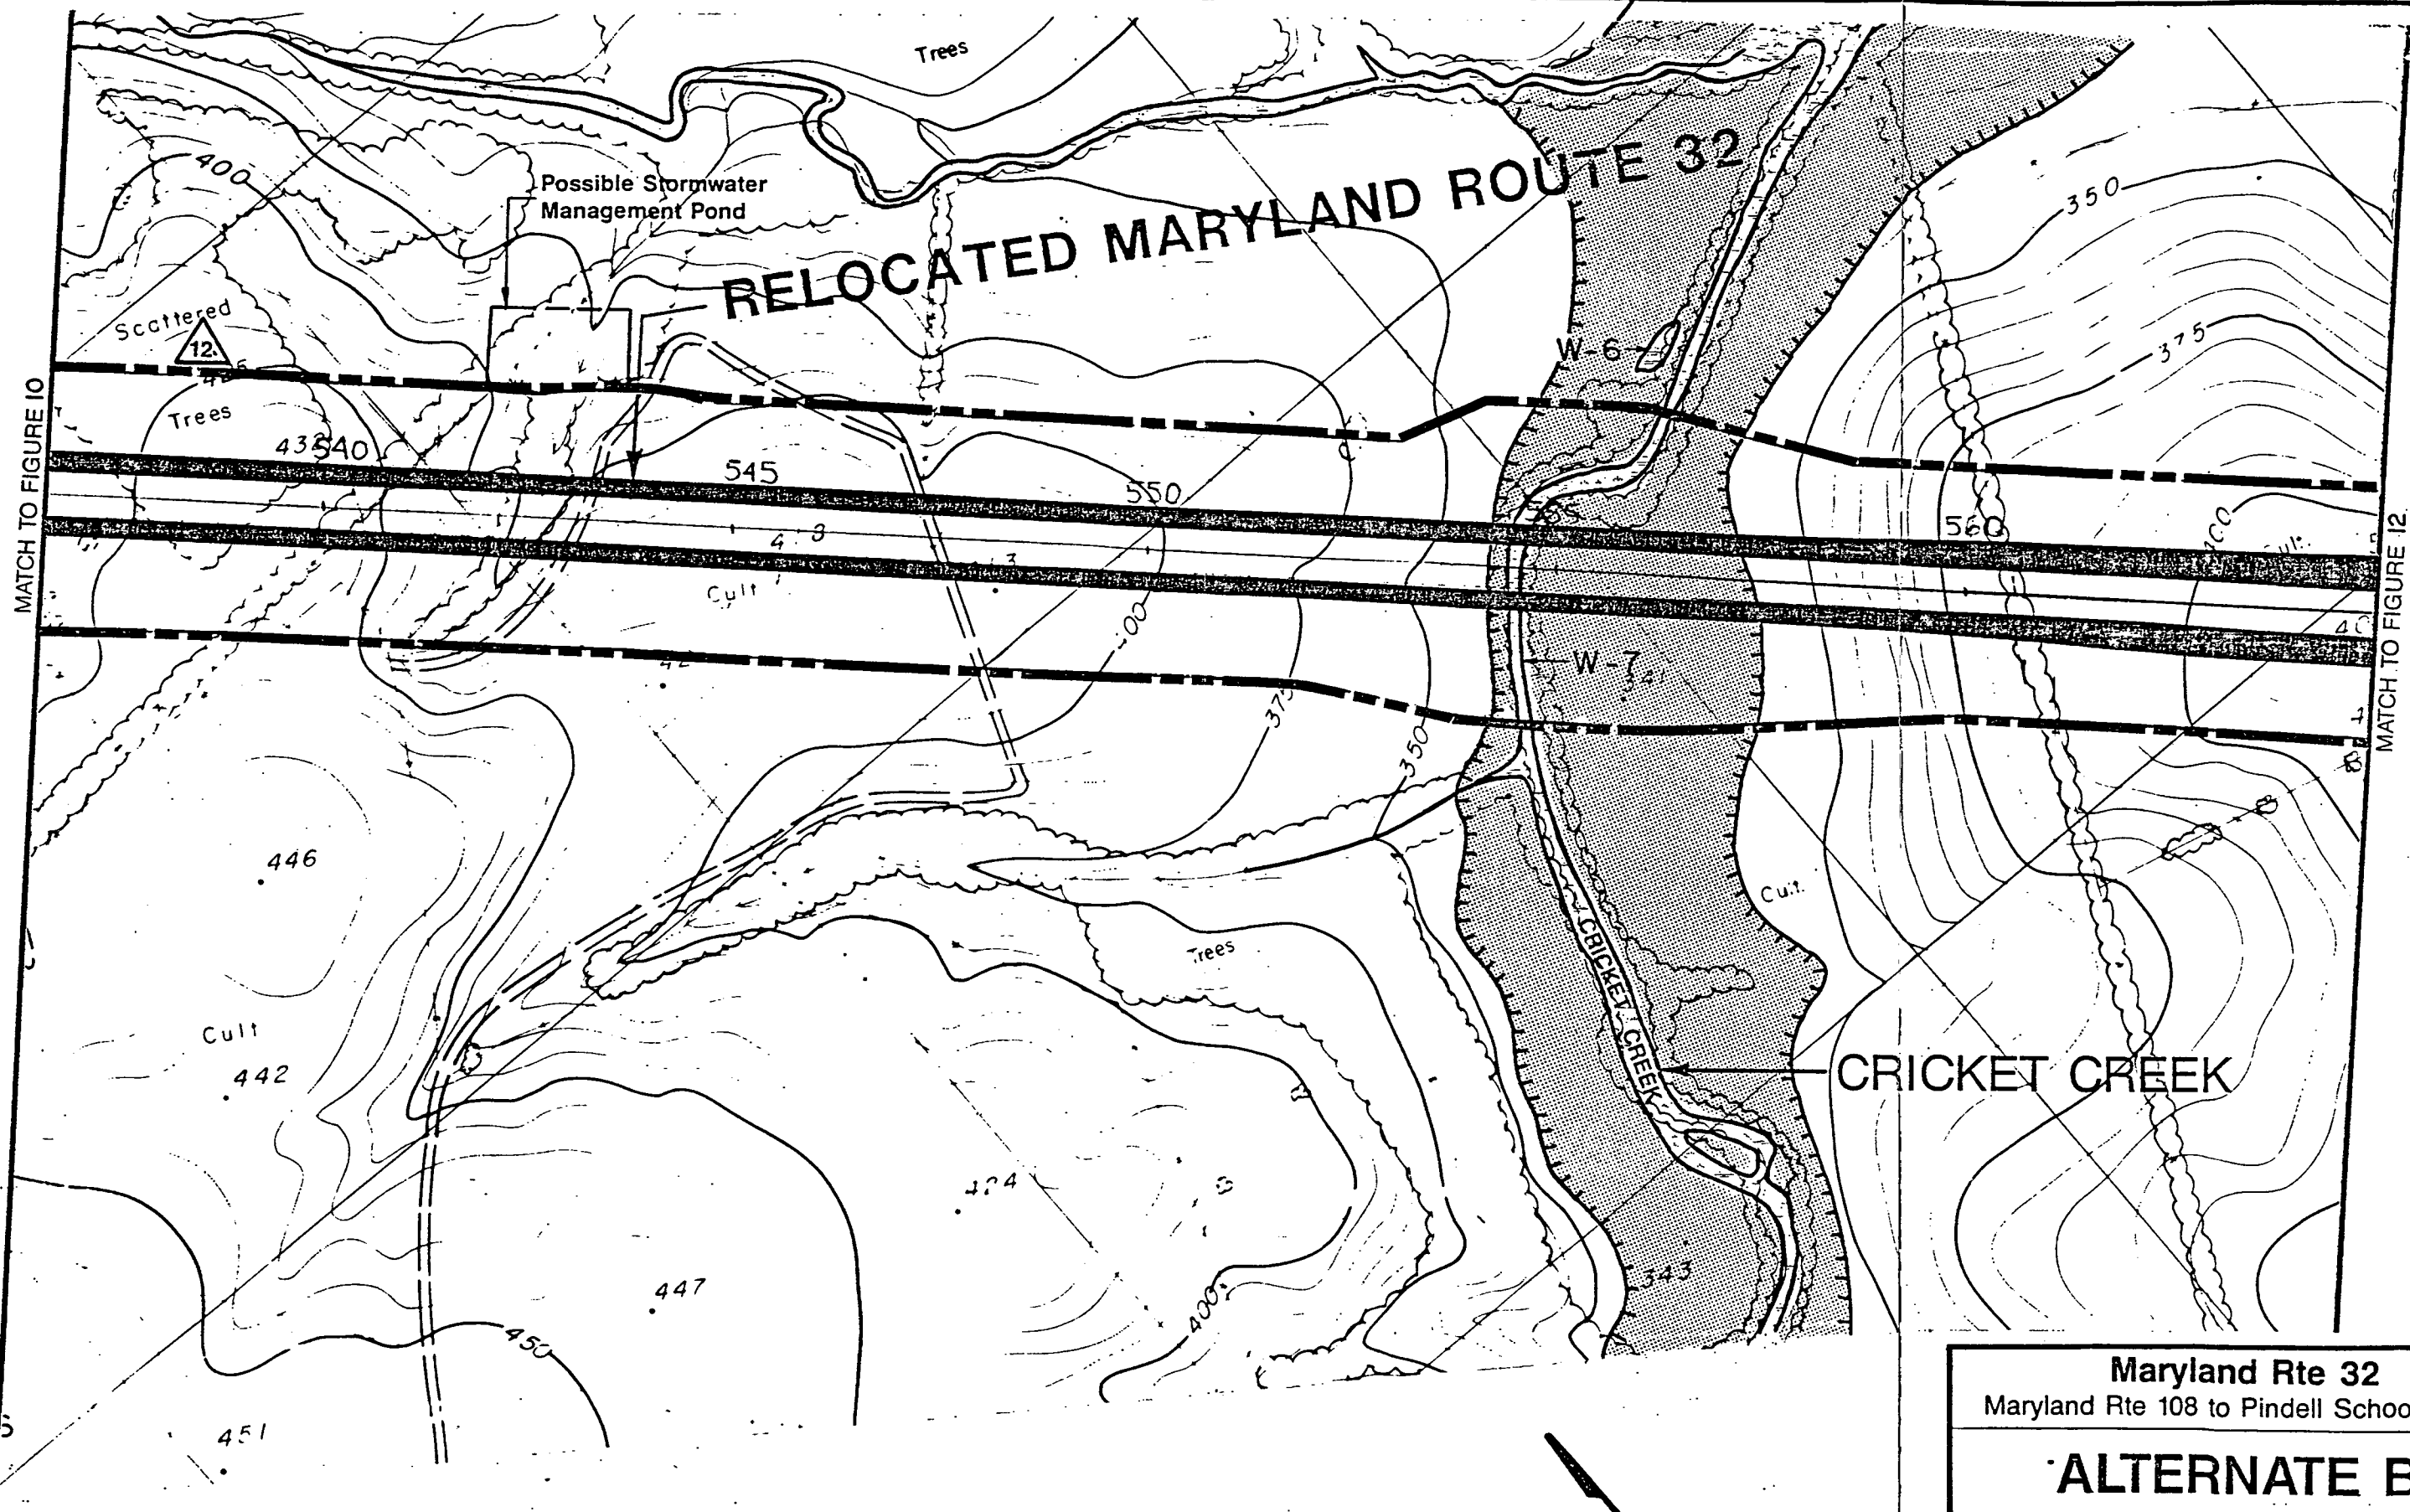 Trees
400
Possible Stormwater
Management Pond
RELOCATED MARYLAND ROUTE 32
350
Scattered
12
Trees
375
W-6
MATCH TO FIGURE 10
540
545
550
560
400
MATCH TO FIGURE 12
Cult
W-7
375
350
446
Cult.
Trees
CRICKET CREEK
Cult
442
CRICKET CREEK
447
343
400
450
451
Maryland Rte 32
Maryland Rte 108 to Pindell Schoo
ALTERNATE B